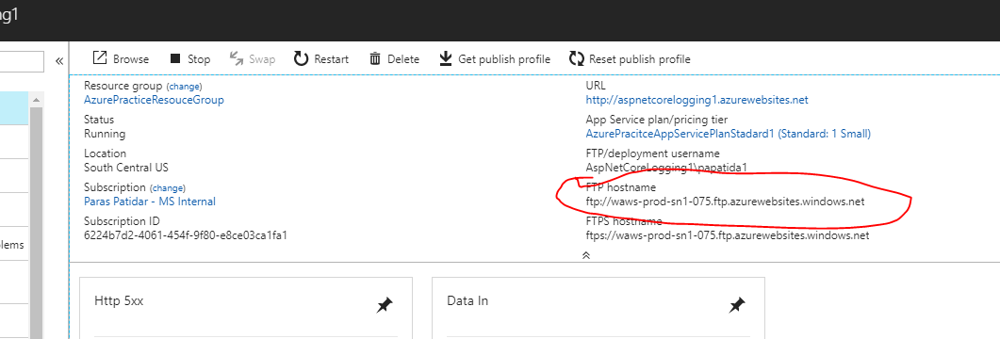 ng1
« Browse Stop Swap Restart Delete Get publish profile Reset publish profile
Resource group (change)
AzurePracticeResouceGroup
Status
Running
Location
South Central US
Subscription (change)
Paras Patidar - MS Internal
Subscription ID
6224b7d2-4061-454f-9f80-e8ce03ca1fa1
URL
http://aspnetcorelogging1.azurewebsites.net
App Service plan/pricing tier
AzurePracitceAppServicePlanStadard1 (Standard: 1 Small)
FTP/deployment username
AspNetCoreLogging1\papatida1
FTP hostname
ftp://waws-prod-sn1-075.ftp.azurewebsites.windows.net
FTPS hostname
ftps://waws-prod-sn1-075.ftp.azurewebsites.windows.net
olems
Http 5xx
Data In